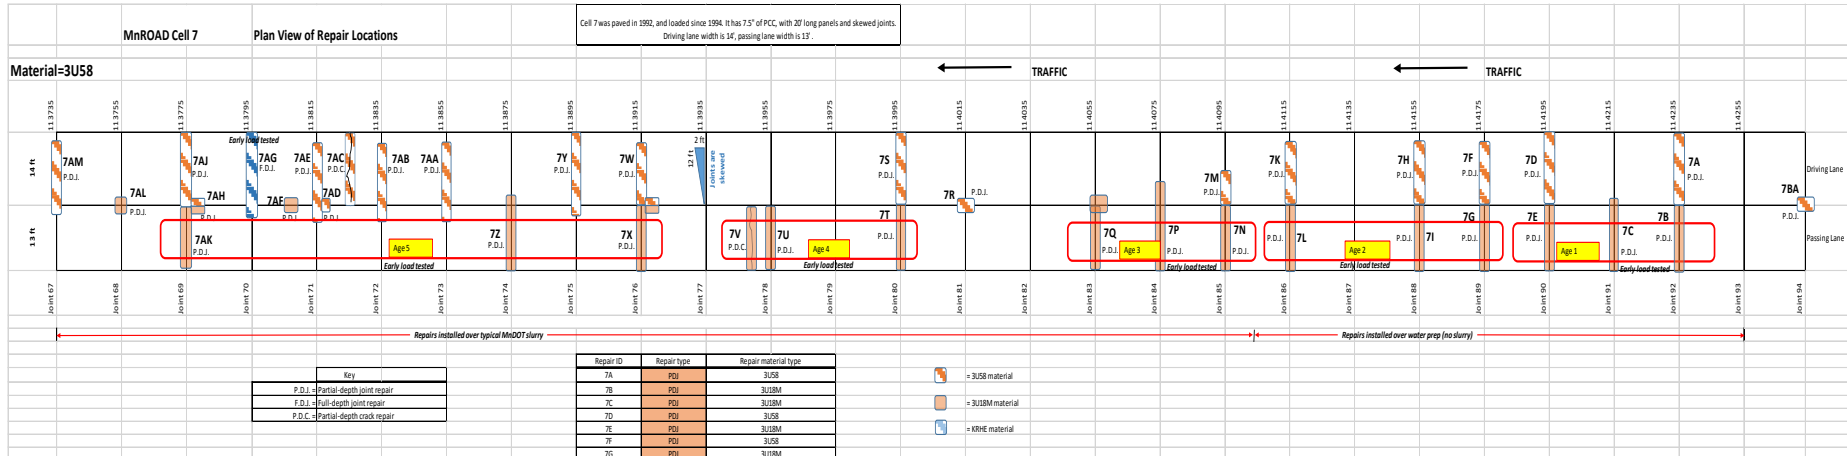 MnROAD Cell 7
Plan View of Repair Locations
Cell 7 was paved in 1992, and loaded since 1994. It has 7.5" of PCC, with 20' long panels and skewed joints.
Driving lane width is 14', passing lane width is 13'.
Material=3U58
TRAFFIC
TRAFFIC
113735
113755
113775
113795
113815
113835
113855
113875
113895
113915
113935
113955
113975
113995
114015
114035
114055
114075
114095
114115
114135
114155
114175
114195
114215
114235
114255
14 ft
13 ft
7AM
P.D.J.
7AL
P.D.J.
7AJ
P.D.J.
7AH
P.D.J.
7AK
P.D.J.
Early load tested
7AG
F.D.J.
7AF
P.D.J.
7AE
P.D.J.
7AD
P.D.J.
7AC
P.D.C.
7AB
P.D.J.
7AA
P.D.J.
7Z
P.D.J.
7Y
P.D.J.
7X
P.D.J.
7W
P.D.J.
Age 5
Early load tested
2 ft
12 ft
Joints are
skewed
7V
P.D.C.
7U
P.D.J.
7T
P.D.J.
7S
P.D.J.
Age 4
Early load tested
7R
P.D.J.
7Q
P.D.J.
7P
P.D.J.
7N
P.D.J.
7M
P.D.J.
Age 3
Early load tested
7K
P.D.J.
7L
P.D.J.
7H
P.D.J.
7I
P.D.J.
7F
P.D.J.
7G
P.D.J.
Age 2
Early load tested
7D
P.D.J.
7E
P.D.J.
7C
P.D.J.
7A
P.D.J.
7B
P.D.J.
Age 1
Early load tested
7BA
P.D.J.
Driving Lane
Passing Lane
Joint 67
Joint 68
Joint 69
Joint 70
Joint 71
Joint 72
Joint 73
Joint 74
Joint 75
Joint 76
Joint 77
Joint 78
Joint 79
Joint 80
Joint 81
Joint 82
Joint 83
Joint 84
Joint 85
Joint 86
Joint 87
Joint 88
Joint 89
Joint 90
Joint 91
Joint 92
Joint 93
Joint 94
Repairs installed over typical MnDOT slurry
Repairs installed over water prep (no slurry)
Key
P.D.J. = Partial-depth joint repair
F.D.J. = Full-depth joint repair
P.D.C. = Partial-depth crack repair
Repair ID Repair type Repair material type
7A PDJ 3U58
7B PDJ 3U18M
7C PDJ 3U18M
7D PDJ 3U58
7E PDJ 3U18M
7F PDJ 3U58
7G PDJ 3U18M
= 3U58 material
= 3U18M material
= KRHE material